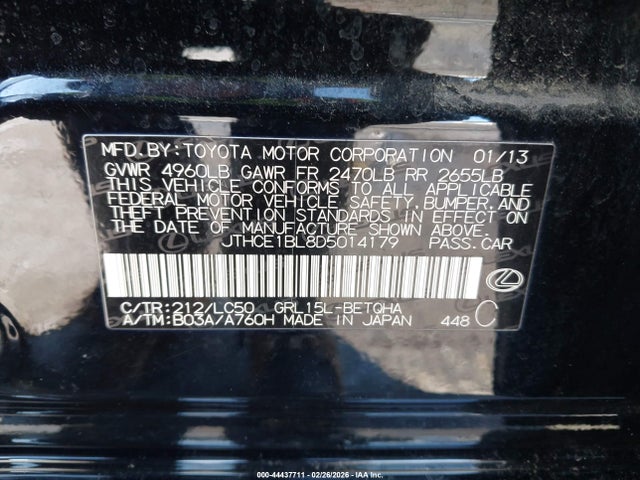 MFD.BY:TOYOTA MOTOR CORPORATION 01/13
GVWR 4960LB GAWR FR 2470LB RR 2655LB
THIS VEHICLE CONFORMS TO ALL APPLICABLE
FEDERAL MOTOR VEHICLE SAFETY,BUMPER,AND
THEFT PREVENTION STANDARDS IN EFFECT
ON THE DATE OF MANUFACTURE SHOWN ABOVE.
JTHCE1BL8D5014179 PASS.CAR
C/TR:212/LC50 GRL15L-BETQHA
A/TM:B03A/A760H MADE IN JAPAN 448 C
000-44437711 - 02/26/2026 - IAA Inc.